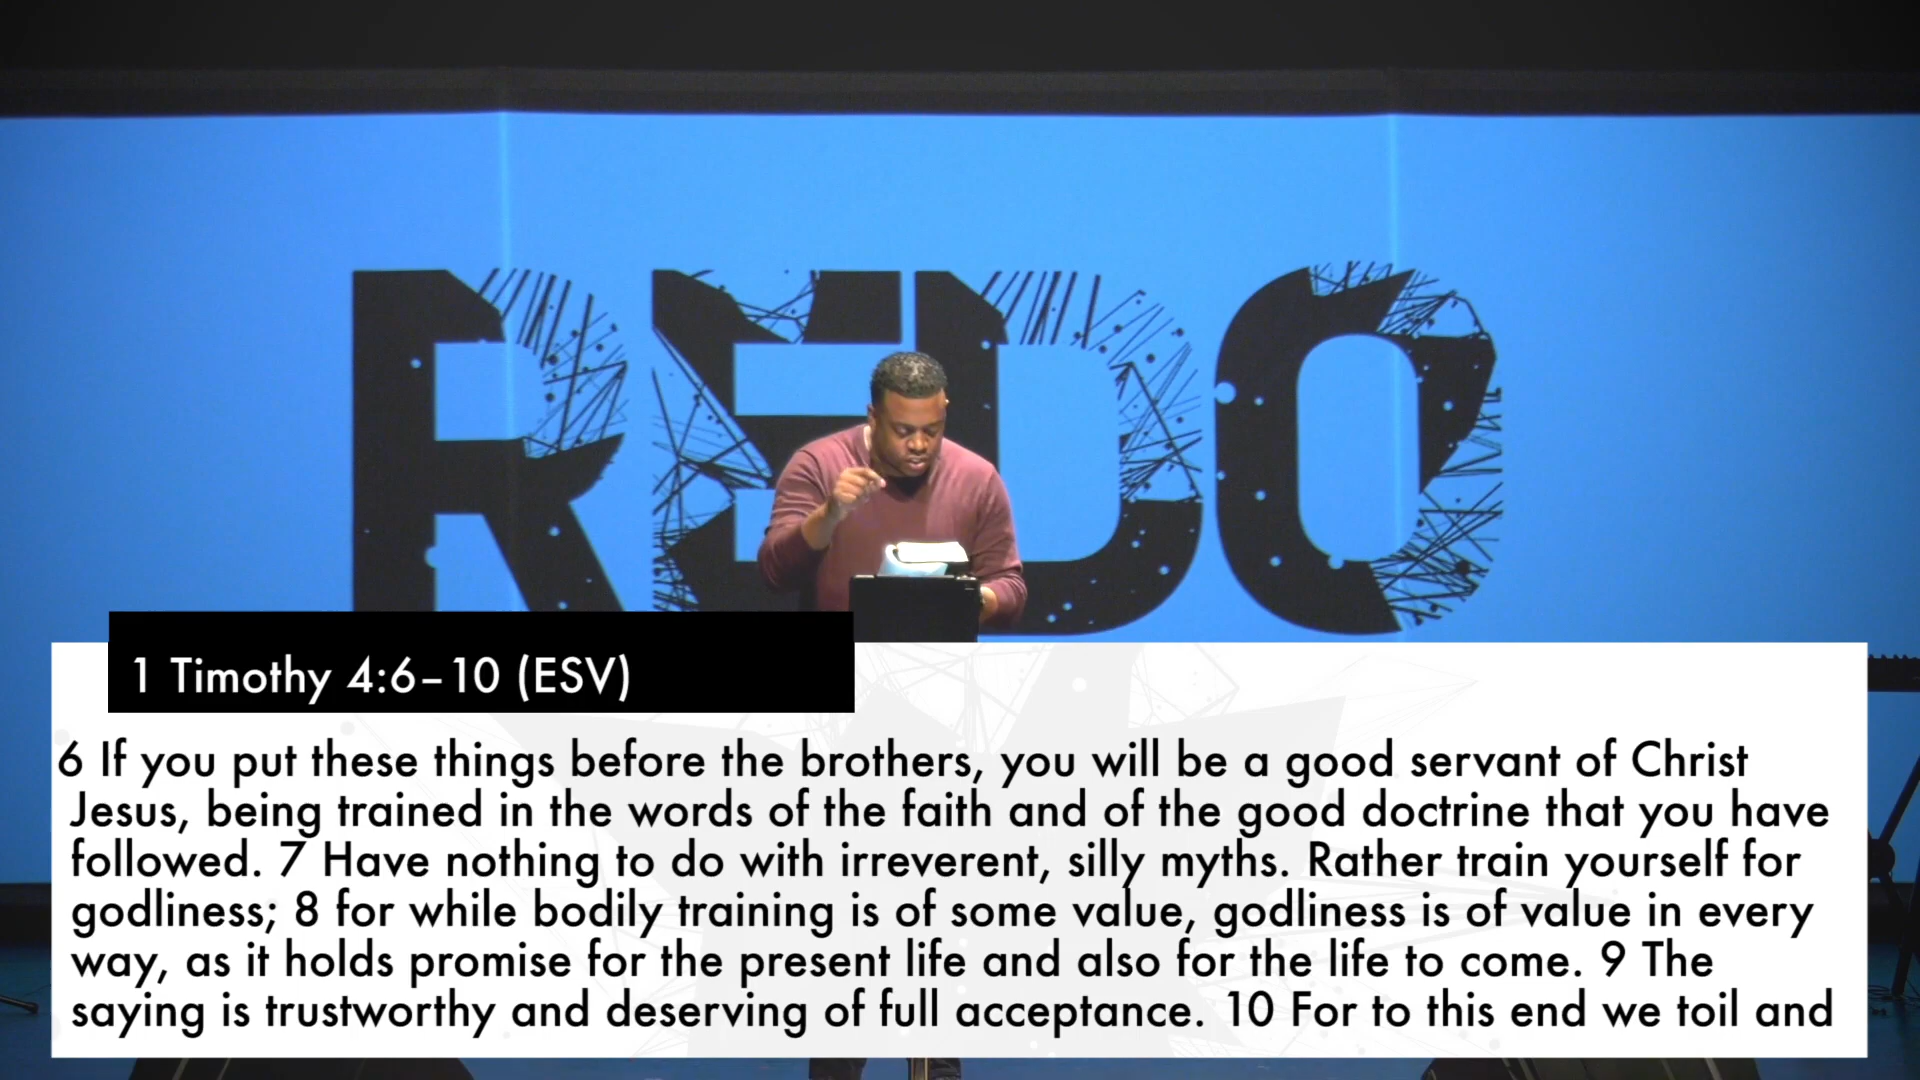 REDO
1 Timothy 4:6–10 (ESV)
6 If you put these things before the brothers, you will be a good servant of Christ
Jesus, being trained in the words of the faith and of the good doctrine that you have
followed. 7 Have nothing to do with irreverent, silly myths. Rather train yourself for
godliness; 8 for while bodily training is of some value, godliness is of value in every
way, as it holds promise for the present life and also for the life to come. 9 The
saying is trustworthy and deserving of full acceptance. 10 For to this end we toil and